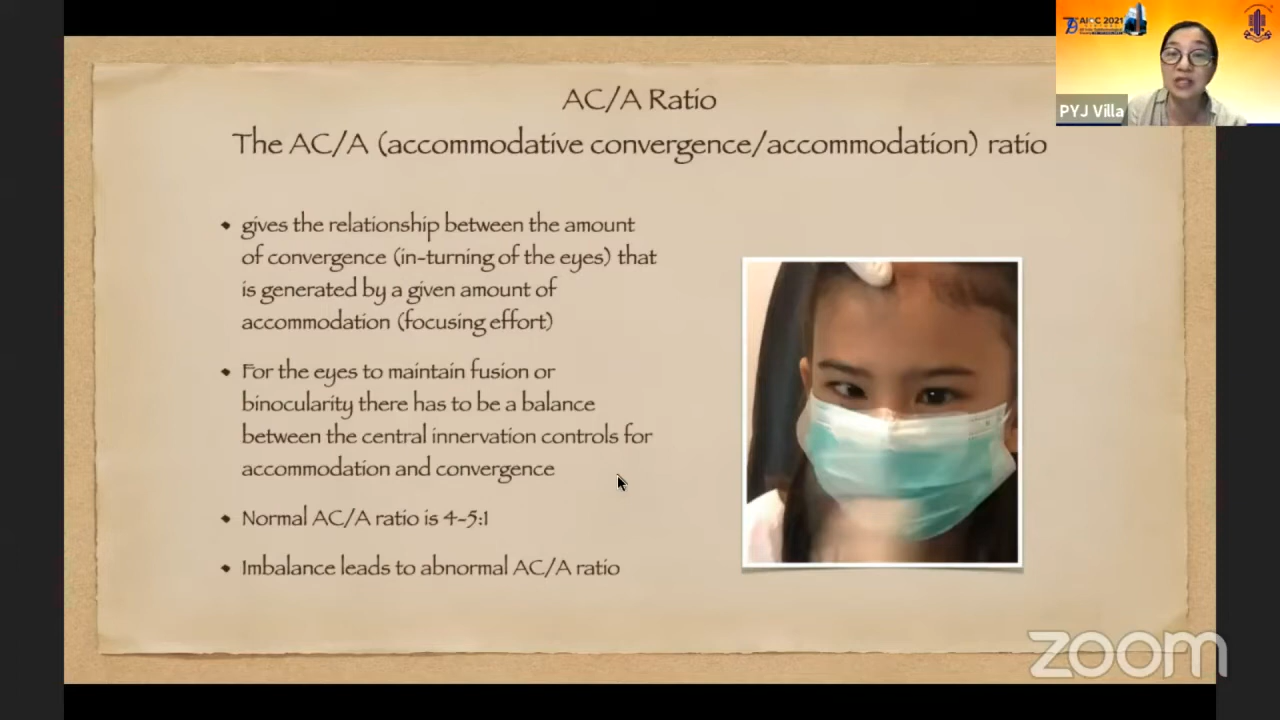 AIOC 2021
PYJ Villa
AC/A Ratio
The AC/A (accommodative convergence/accommodation) ratio
gives the relationship between the amount
of convergence (in-turning of the eyes) that
is generated by a given amount of
accommodation (focusing effort)
For the eyes to maintain fusion or
binocularity there has to be a balance
between the central innervation controls for
accommodation and convergence
Normal AC/A ratio is 4-5:1
Imbalance leads to abnormal AC/A ratio
zoom